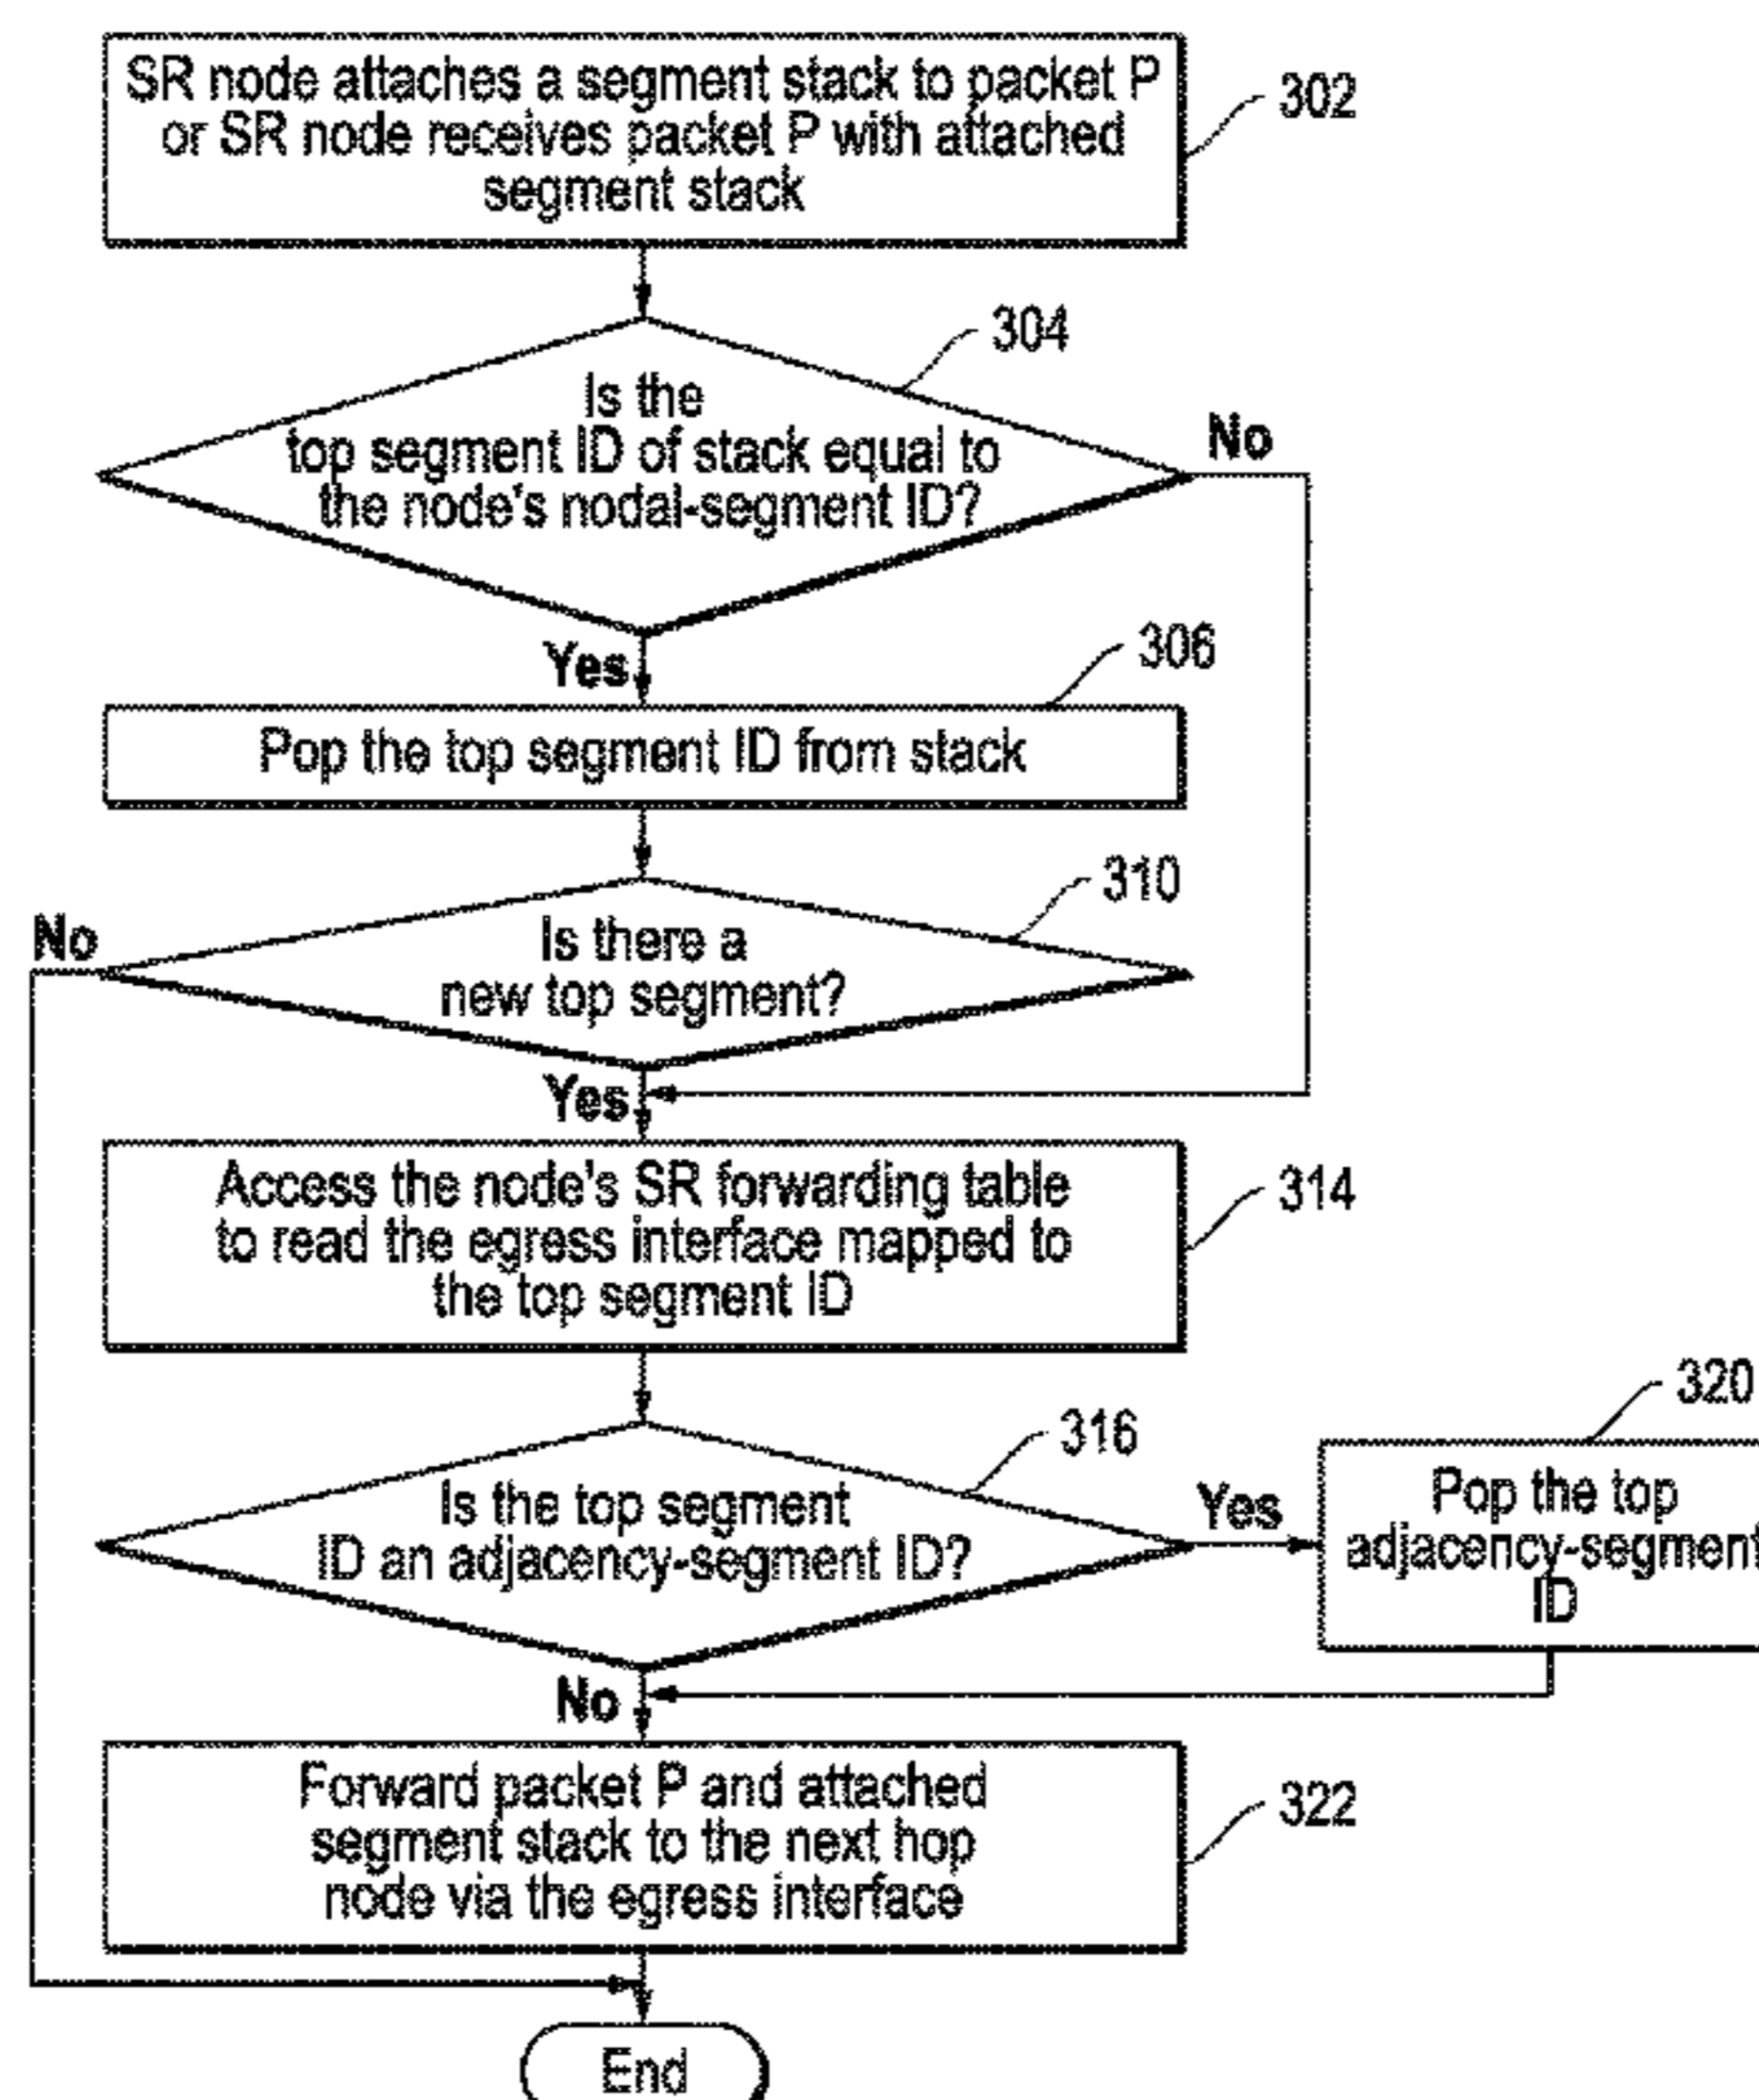 SR node attaches a segment stack to packet P
or SR node receives packet P with attached
segment stack
302
304
Is the
top segment ID of stack equal to
the node's nodal-segment ID?
No
Yes
306
Pop the top segment ID from stack
310
No
Is there a
new top segment?
Yes
Access the node's SR forwarding table
to read the egress interface mapped to
the top segment ID
314
316
Is the top segment
ID an adjacency-segment ID?
Yes
320
Pop the top
adjacency-segment
ID
No
Forward packet P and attached
segment stack to the next hop
node via the egress interface
322
End